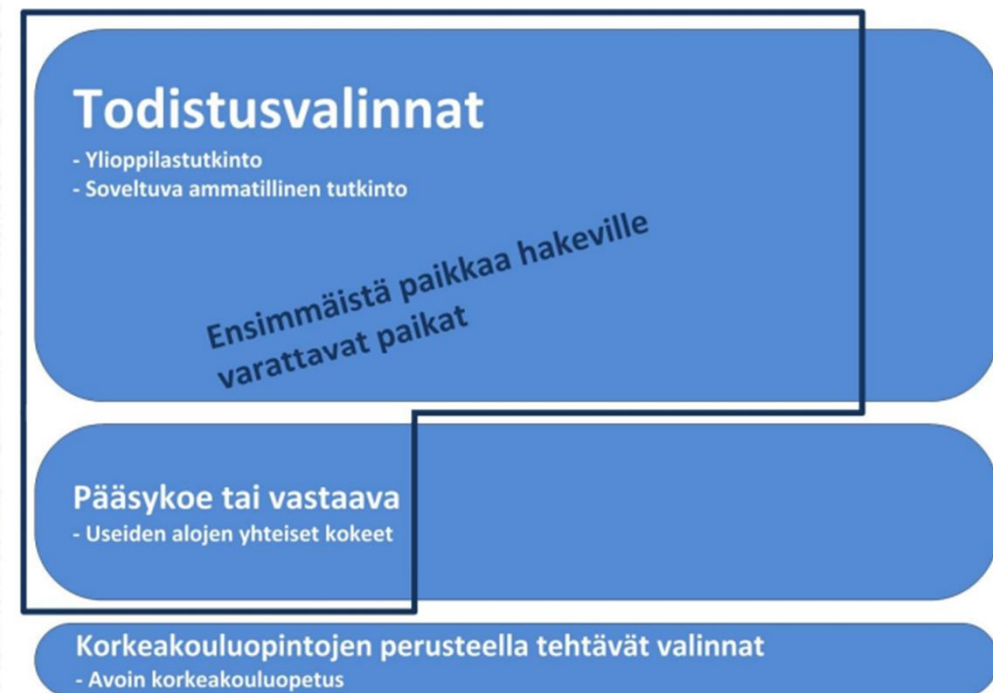 Todistusvalinnat
- Ylioppilastutkinto
- Soveltuva ammatillinen tutkinto
Ensimmäistä paikkaa hakeville
varattavat paikat
Pääsykoe tai vastaava
- Useiden alojen yhteiset kokeet
Korkeakouluopintojen perusteella tehtävät valinnat
- Avoin korkeakouluopetus